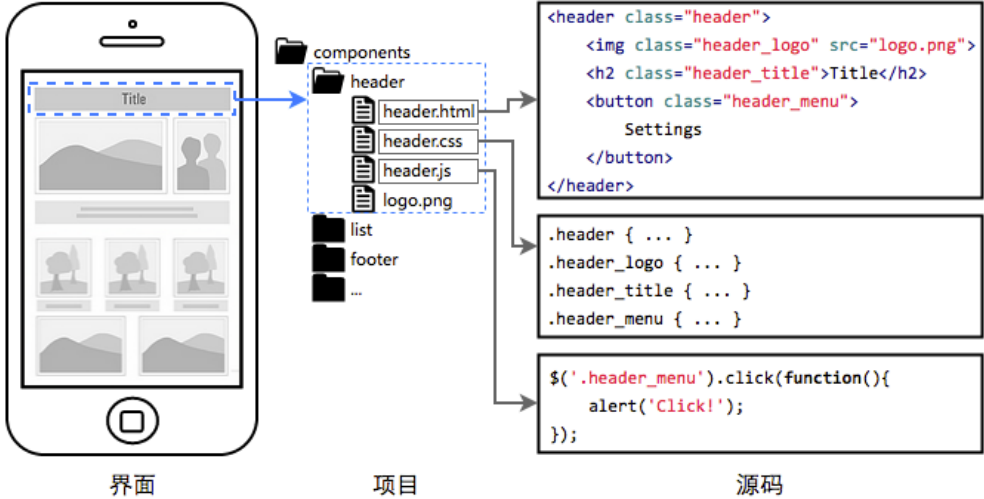 Title
components
header
header.html
header.css
header.js
logo.png
list
footer
...
<header class="header">
<img class="header_logo" src="logo.png">
<h2 class="header_title">Title</h2>
<button class="header_menu">
Settings
</button>
</header>
.header { ... }
.header_logo { ... }
.header_title { ... }
.header_menu { ... }
$('.header_menu').click(function(){
alert('Click!');
});
界面
项目
源码